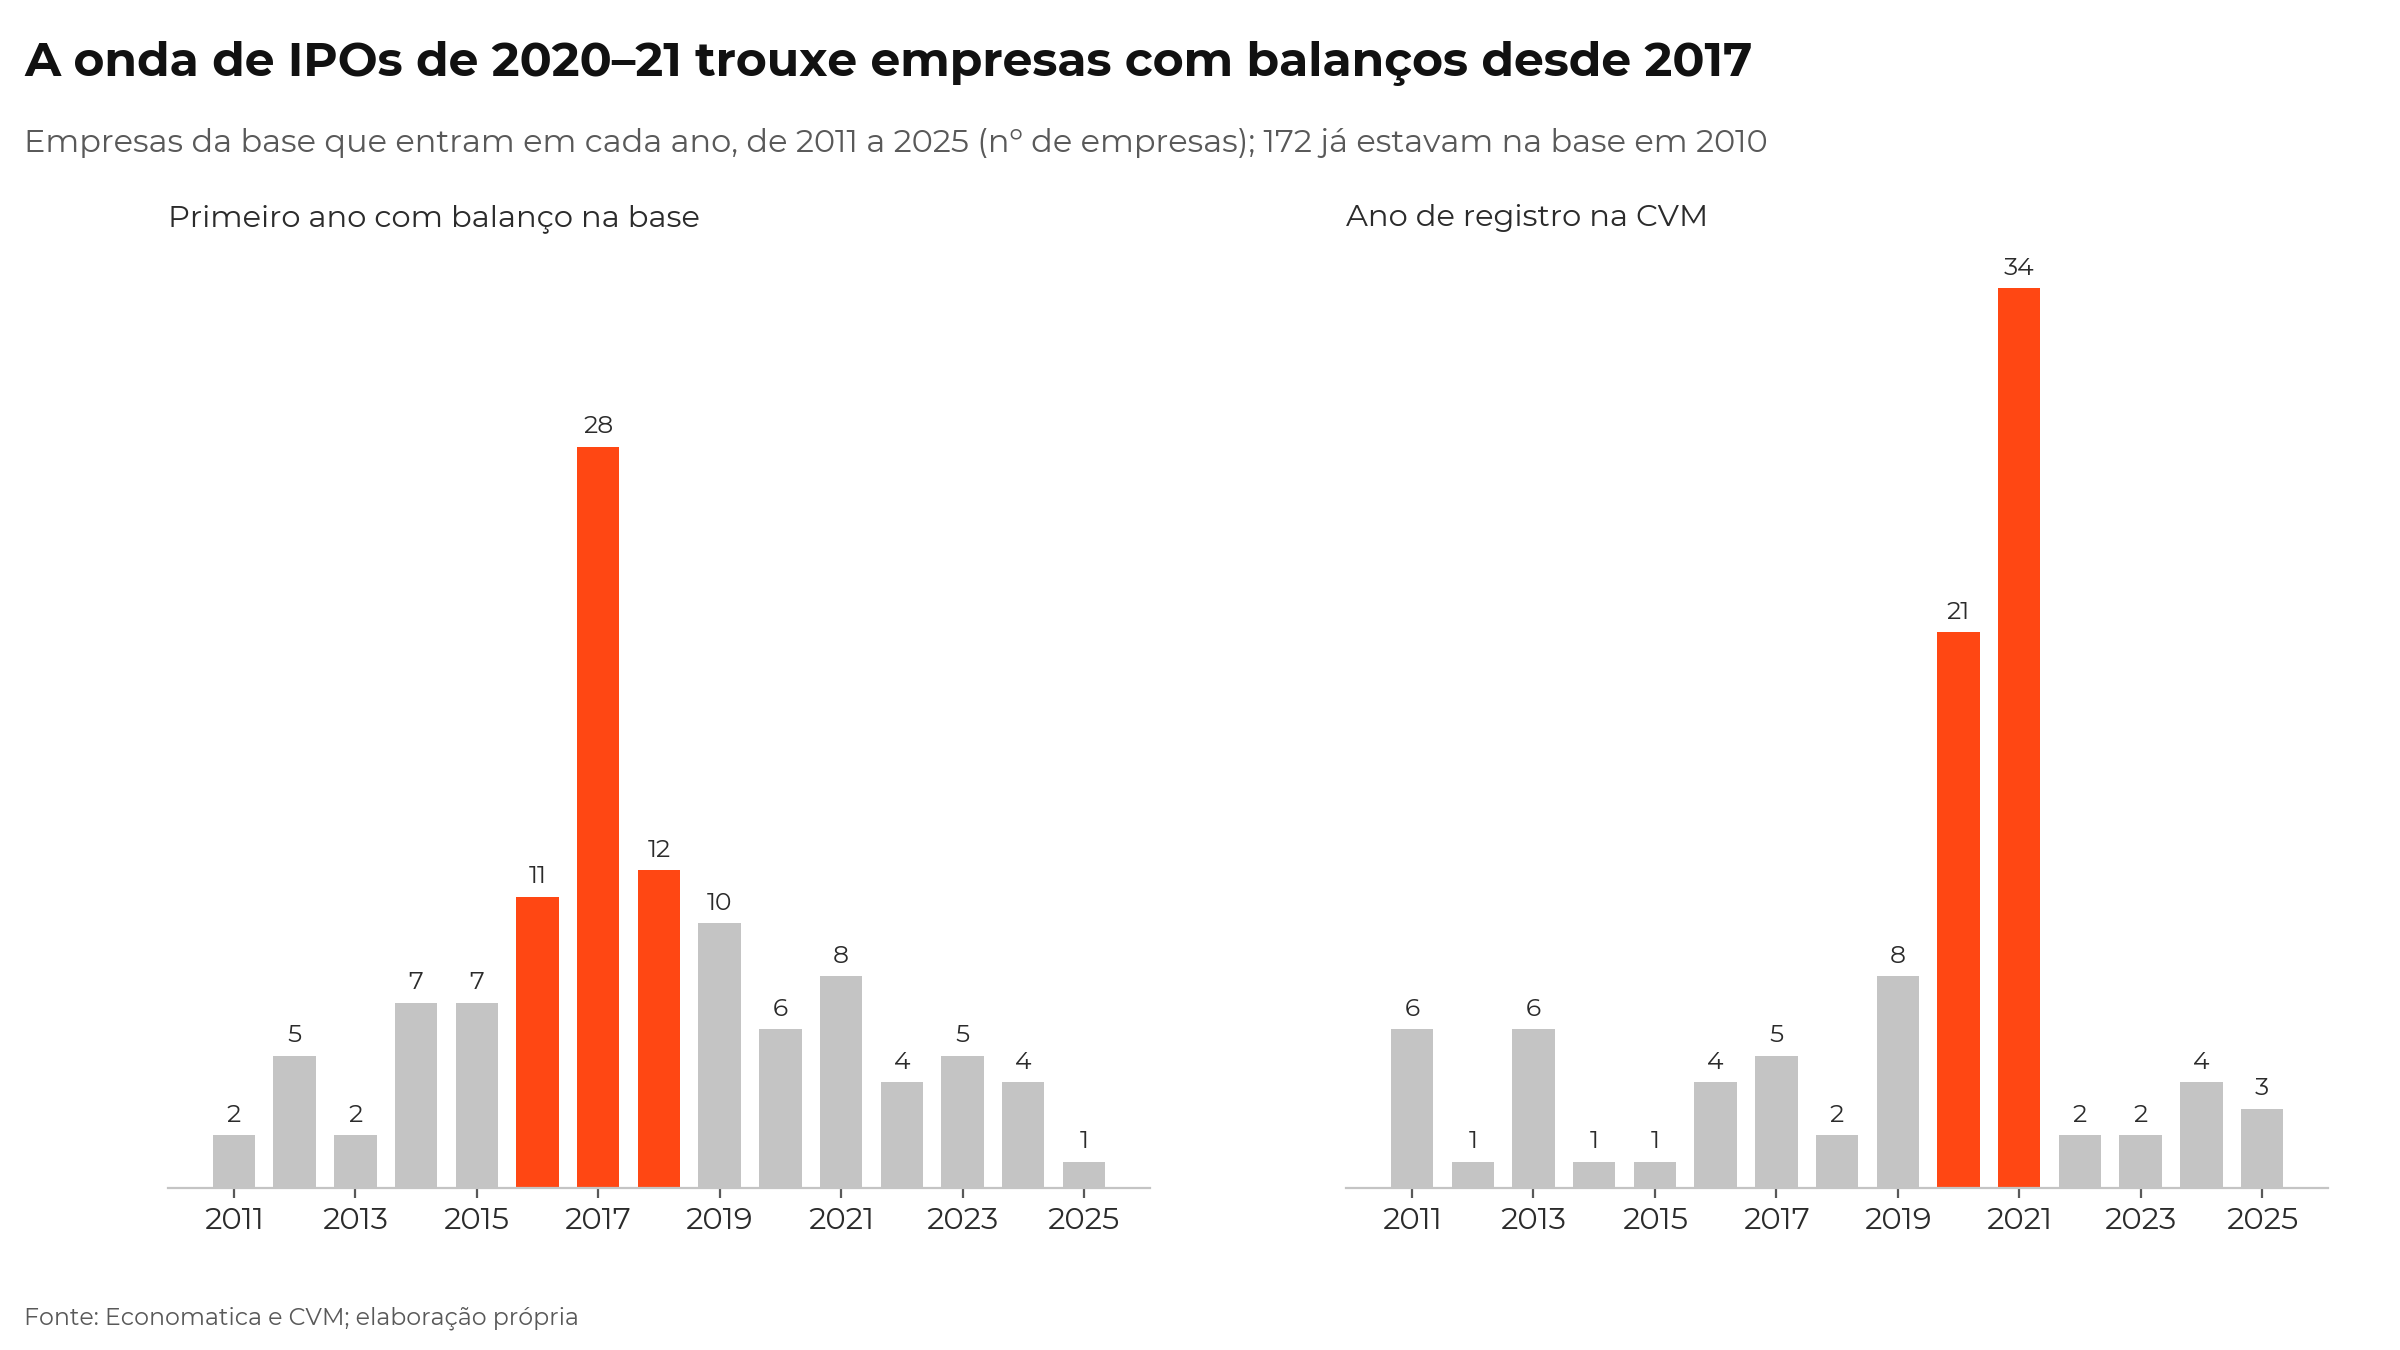 A onda de IPOs de 2020–21 trouxe empresas com balanços desde 2017
Empresas da base que entram em cada ano, de 2011 a 2025 (nº de empresas); 172 já estavam na base em 2010
Primeiro ano com balanço na base
2 5 2 7 7 11 28 12 10 6 8 4 5 4 1
2011 2013 2015 2017 2019 2021 2023 2025
Ano de registro na CVM
6 1 6 1 1 4 5 2 8 21 34 2 2 4 3
2011 2013 2015 2017 2019 2021 2023 2025
Fonte: Economatica e CVM; elaboração própria